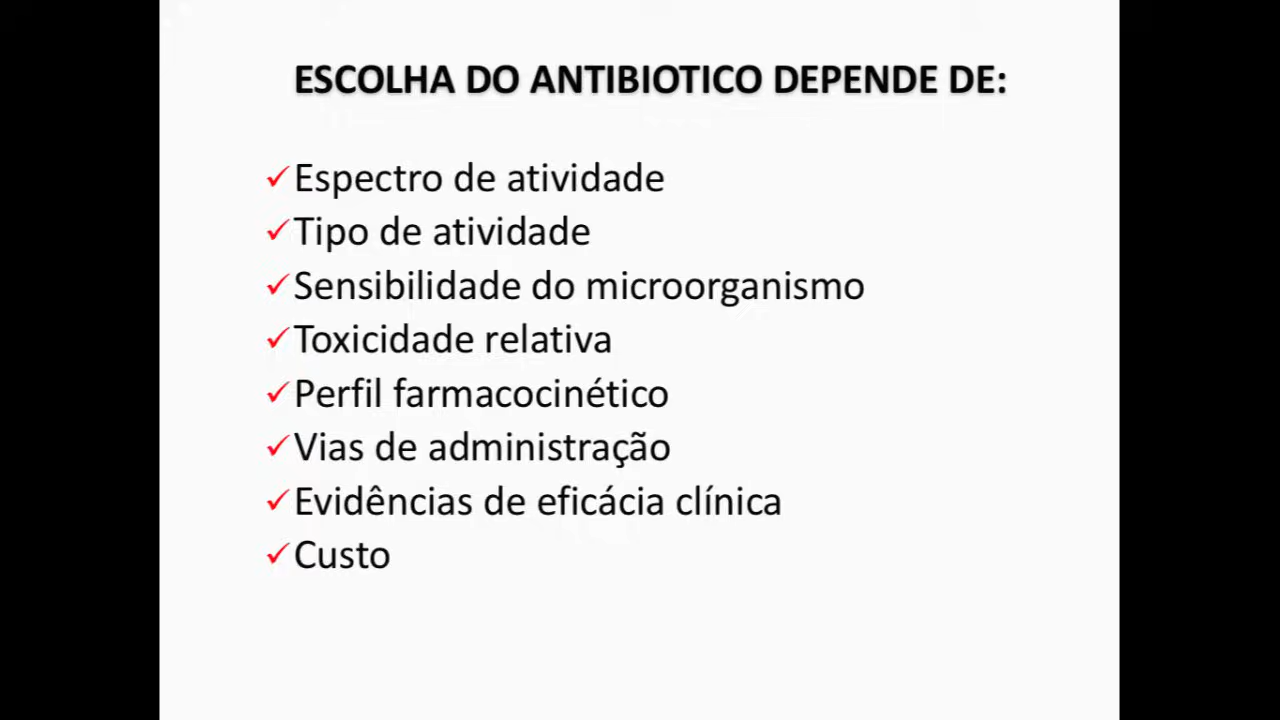 ESCOLHA DO ANTIBIOTICO DEPENDE DE:
✓Espectro de atividade
✓Tipo de atividade
✓Sensibilidade do microorganismo
✓Toxicidade relativa
✓Perfil farmacocinético
✓Vias de administração
✓Evidências de eficácia clínica
✓Custo